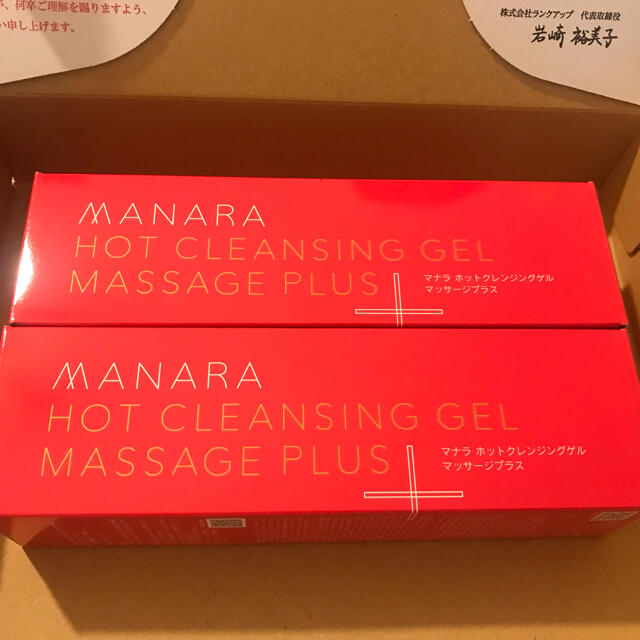 が、何卒ご理解を賜りますよう、
い申し上げます。
株式会社ランクアップ 代表取締役
岩崎 裕美子
MANARA
HOT CLEANSING GEL
MASSAGE PLUS
マナラ ホットクレンジングゲル
マッサージプラス
MANARA
HOT CLEANSING GEL
MASSAGE PLUS
マナラ ホットクレンジングゲル
マッサージプラス